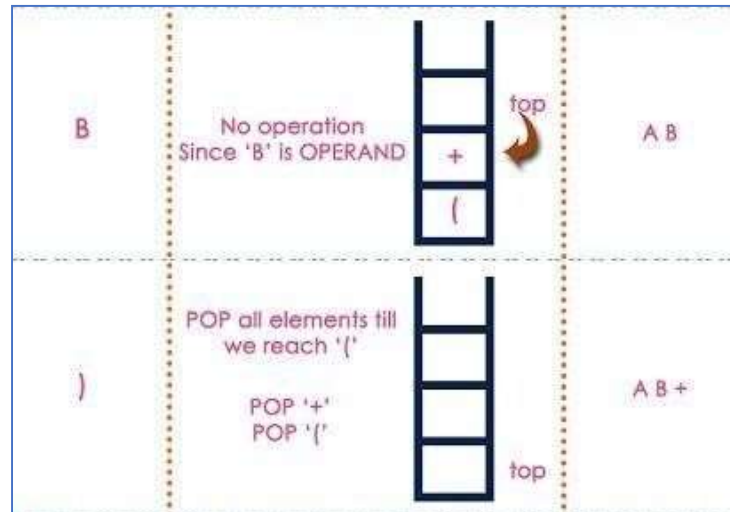 B
No operation
Since ‘B’ is OPERAND
top
+
(
A B
)
POP all elements till
we reach ‘(’
POP ‘+’
POP ‘(’
top
A B +